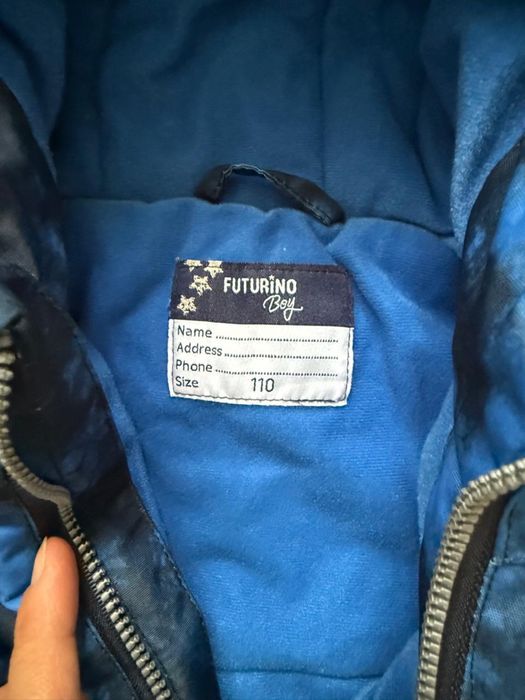 FUTURINO
Boy
Name
Address
Phone
Size 110